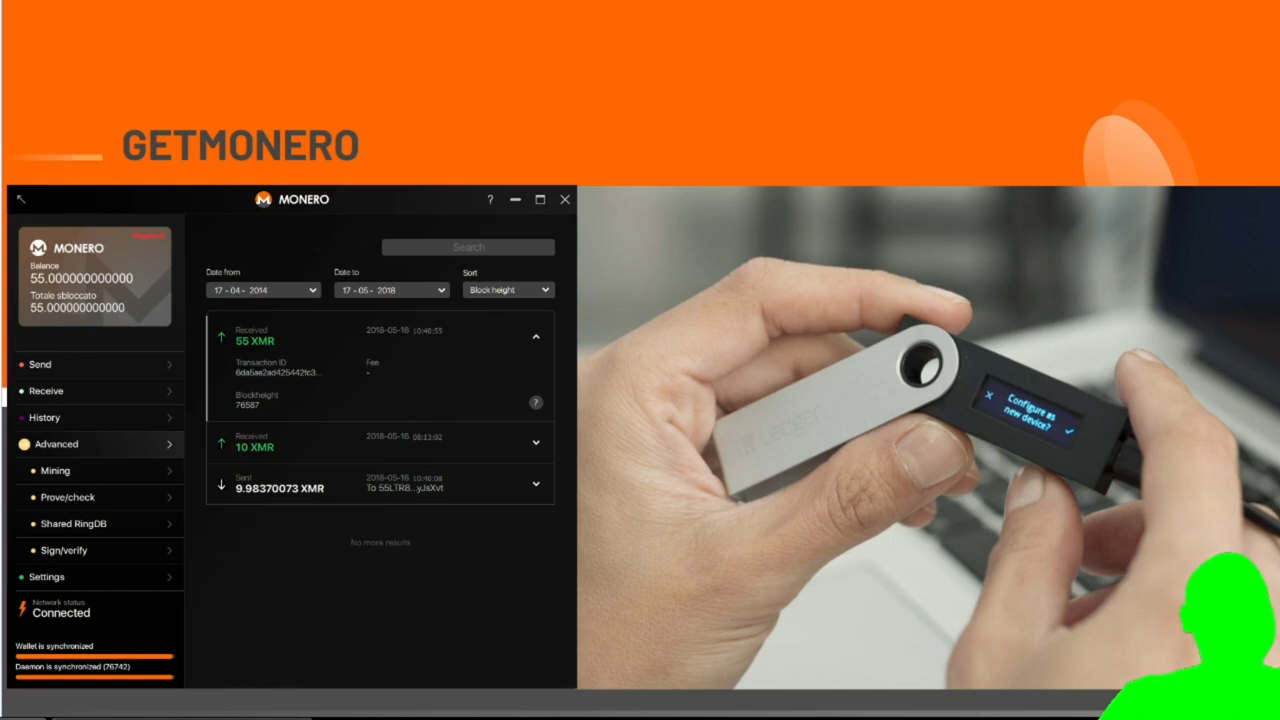 GETMONERO
MONERO
?
MONERO
Balance
55.000000000000
Totale sbloccato
55.000000000000
Send
Receive
History
Advanced
Mining
Prove/check
Shared RingDB
Sign/verify
Settings
Network status
Connected
Wallet is synchronized
Daemon is synchronized (76742)
Search
Date from
Date to
Sort
17 - 04 - 2014
17 - 05 - 2018
Block height
Received
2018-05-16 10:40:55
55 XMR
Transaction ID
Fee
6da5ae2ad425442fc3...
-
Blockheight
76587
?
Received
2018-05-16 08:13:02
10 XMR
Sent
2018-05-16 10:40:08
9.98370073 XMR
To 55LTR8...yJsXvt
No more results
Ledger
Configure as
new device?